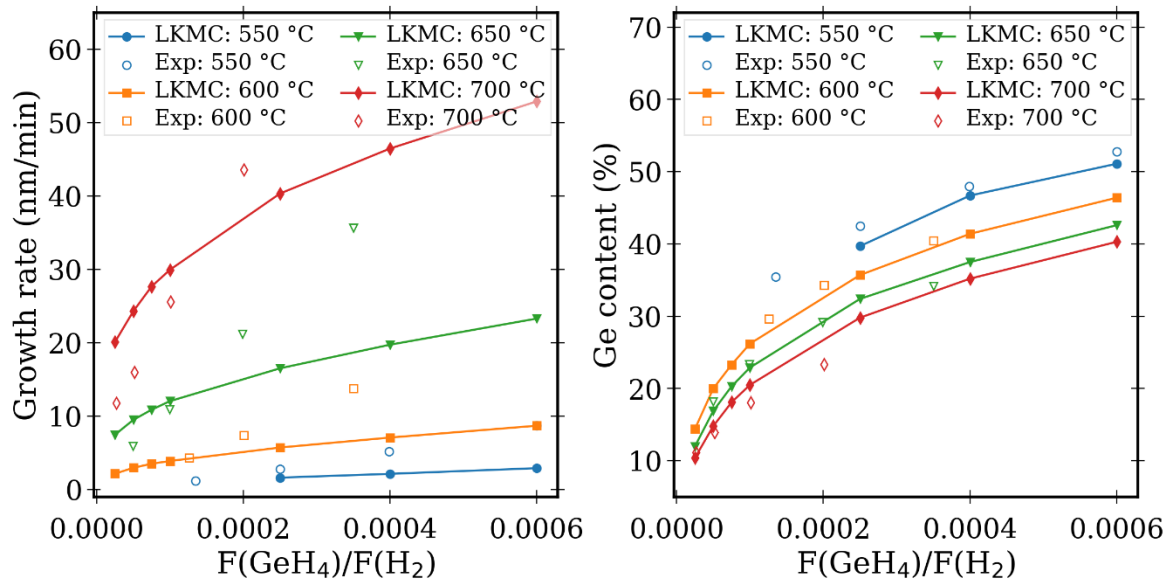 Growth rate (nm/min)
60
50
40
30
20
10
0
LKMC: 550 °C
Exp: 550 °C
LKMC: 600 °C
Exp: 600 °C
LKMC: 650 °C
Exp: 650 °C
LKMC: 700 °C
Exp: 700 °C
0.0000 0.0002 0.0004 0.0006
F(GeH₄)/F(H₂)
Ge content (%)
70
60
50
40
30
20
10
LKMC: 550 °C
Exp: 550 °C
LKMC: 600 °C
Exp: 600 °C
LKMC: 650 °C
Exp: 650 °C
LKMC: 700 °C
Exp: 700 °C
0.0000 0.0002 0.0004 0.0006
F(GeH₄)/F(H₂)